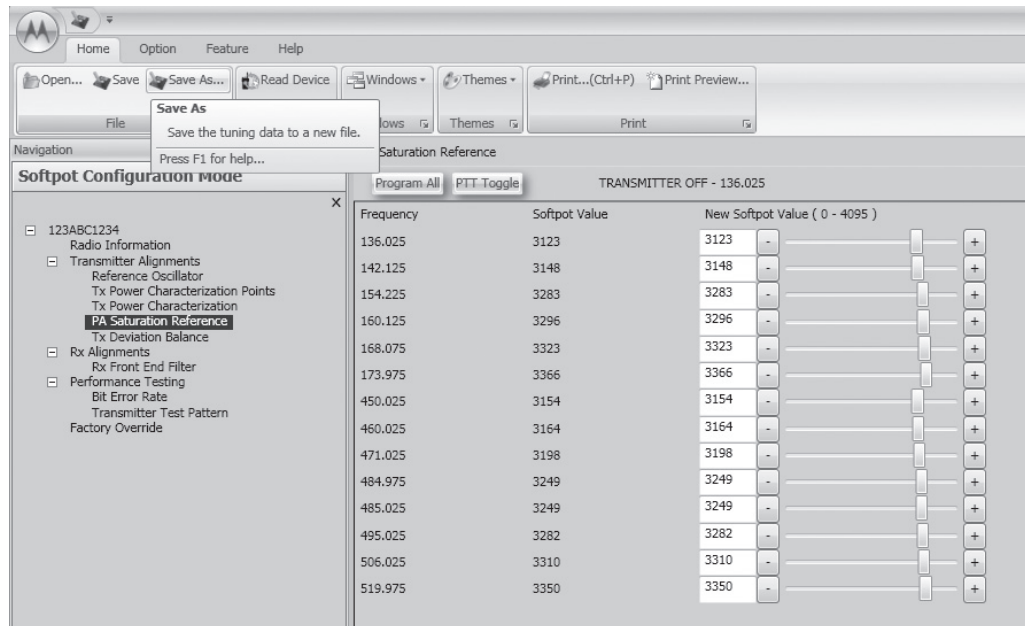 Home Option Feature Help
Open... Save Save As... Read Device Windows Themes Print...(Ctrl+P) Print Preview...
File lows Themes Print
Save As
Save the tuning data to a new file.
Press F1 for help...
Navigation
Softpot Configuration Mode
X
123ABC1234
Radio Information
Transmitter Alignments
Reference Oscillator
Tx Power Characterization Points
Tx Power Characterization
PA Saturation Reference
Tx Deviation Balance
Rx Alignments
Rx Front End Filter
Performance Testing
Bit Error Rate
Transmitter Test Pattern
Factory Override
Saturation Reference
Program All PTT Toggle TRANSMITTER OFF - 136.025
Frequency Softpot Value New Softpot Value ( 0 - 4095 )
136.025 3123 3123 - +
142.125 3148 3148 - +
154.225 3283 3283 - +
160.125 3296 3296 - +
168.075 3323 3323 - +
173.975 3366 3366 - +
450.025 3154 3154 - +
460.025 3164 3164 - +
471.025 3198 3198 - +
484.975 3249 3249 - +
485.025 3249 3249 - +
495.025 3282 3282 - +
506.025 3310 3310 - +
519.975 3350 3350 - +